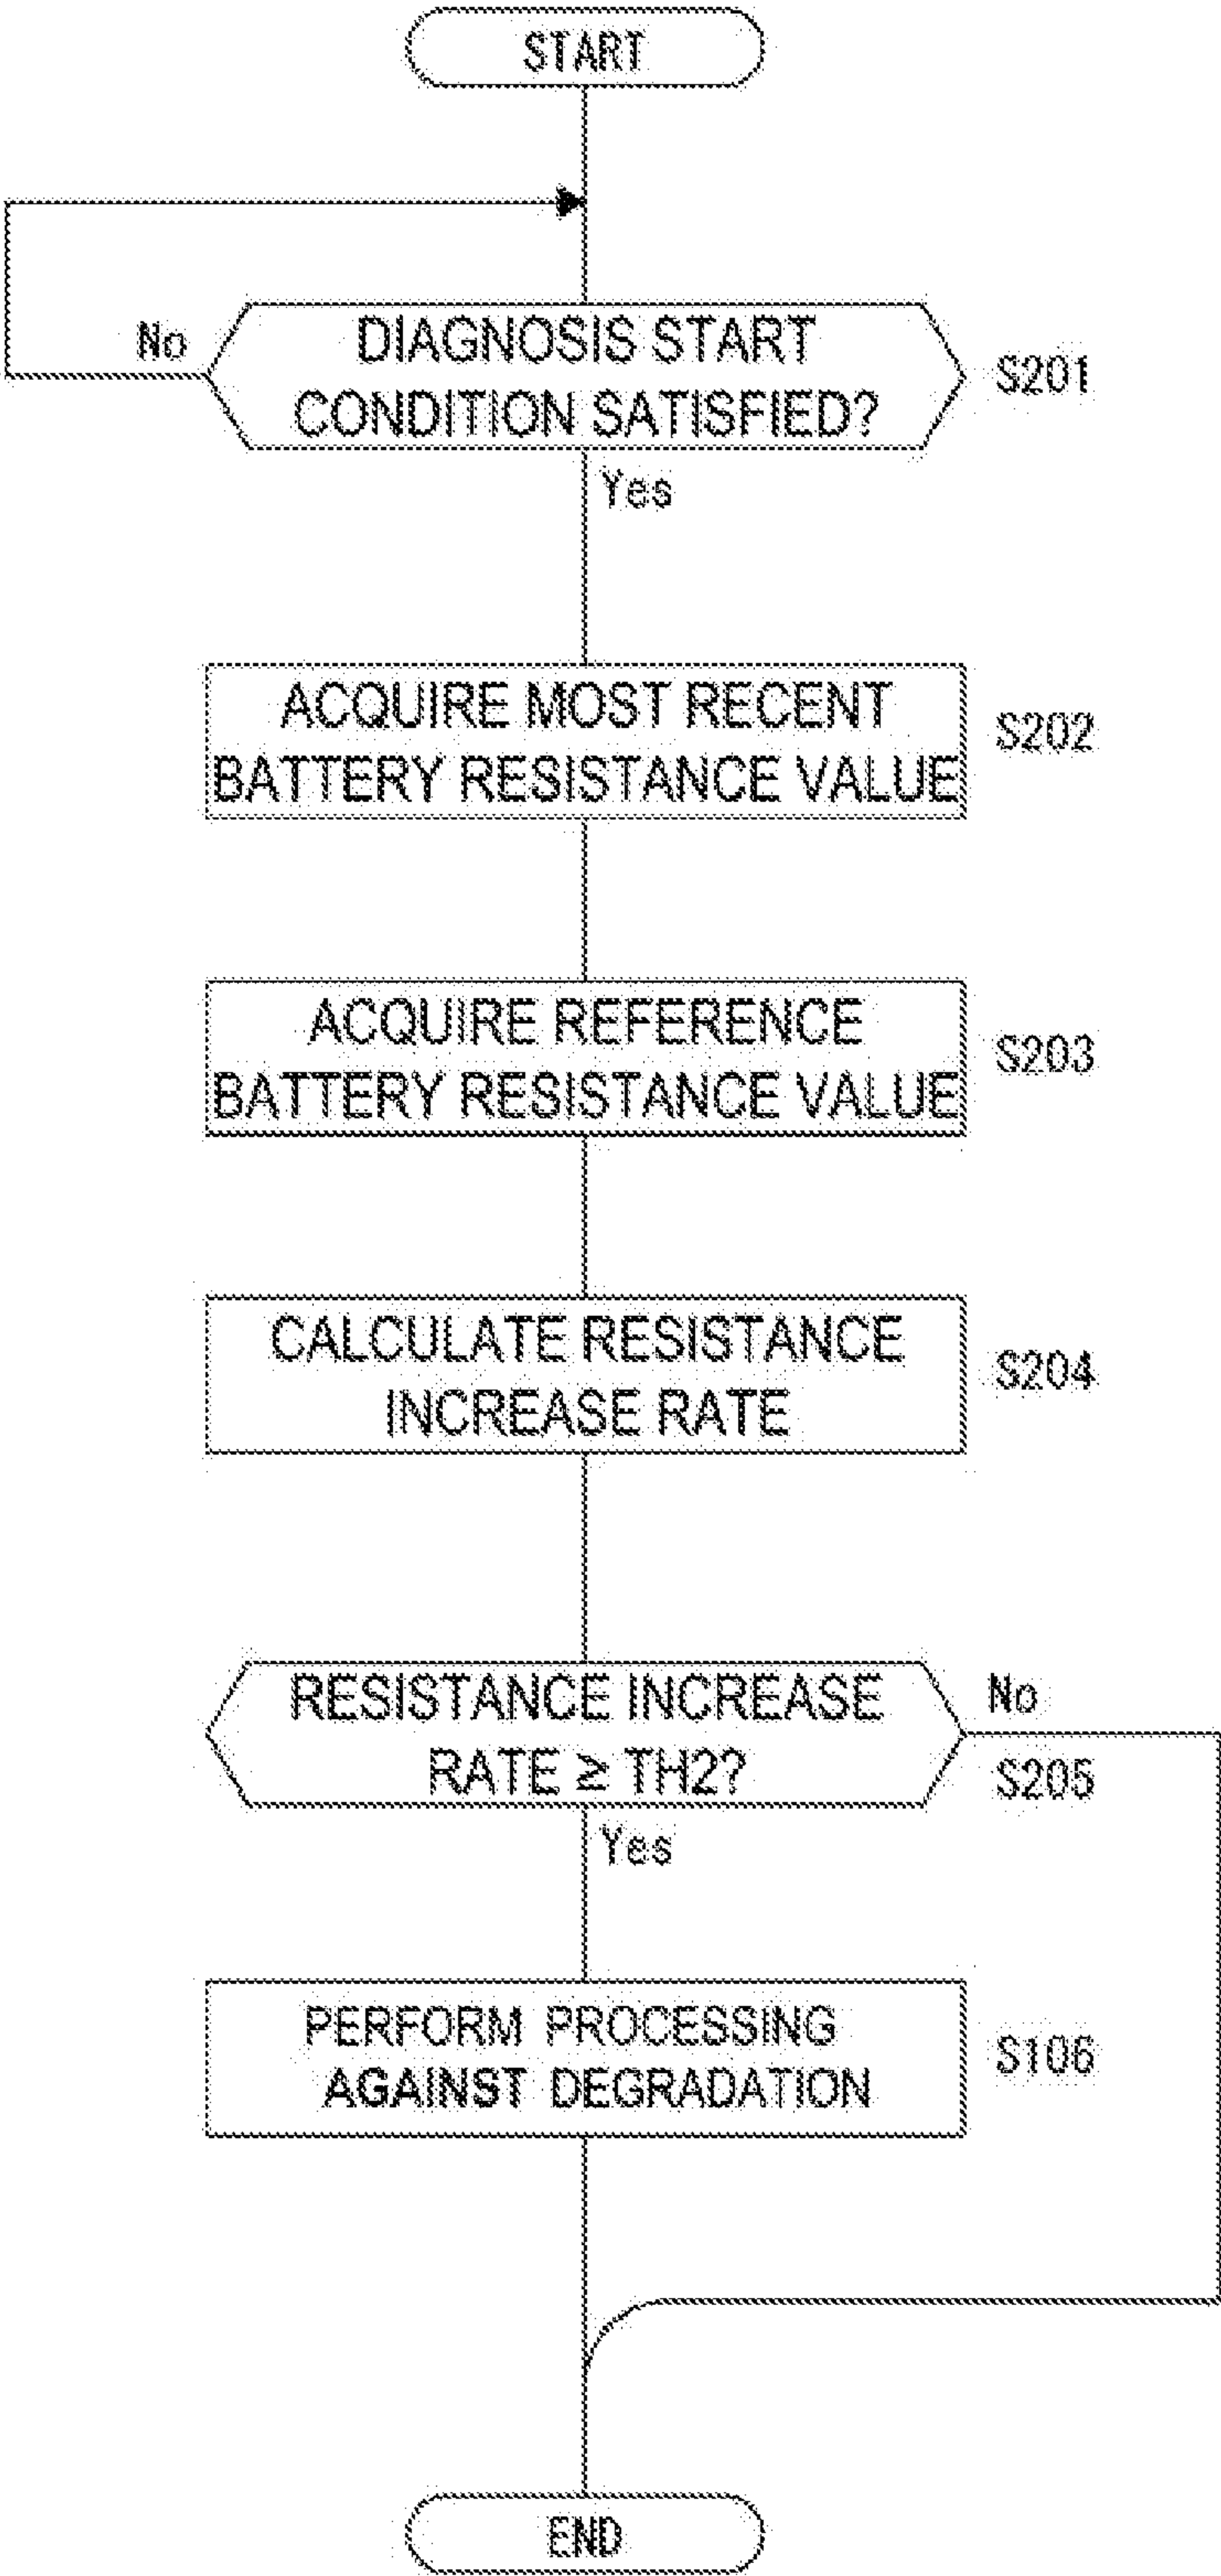 START
No
DIAGNOSIS START
CONDITION SATISFIED?
S201
Yes
ACQUIRE MOST RECENT
BATTERY RESISTANCE VALUE
S202
ACQUIRE REFERENCE
BATTERY RESISTANCE VALUE
S203
CALCULATE RESISTANCE
INCREASE RATE
S204
RESISTANCE INCREASE
RATE ≥ TH2?
No
S205
Yes
PERFORM PROCESSING
AGAINST DEGRADATION
S106
END